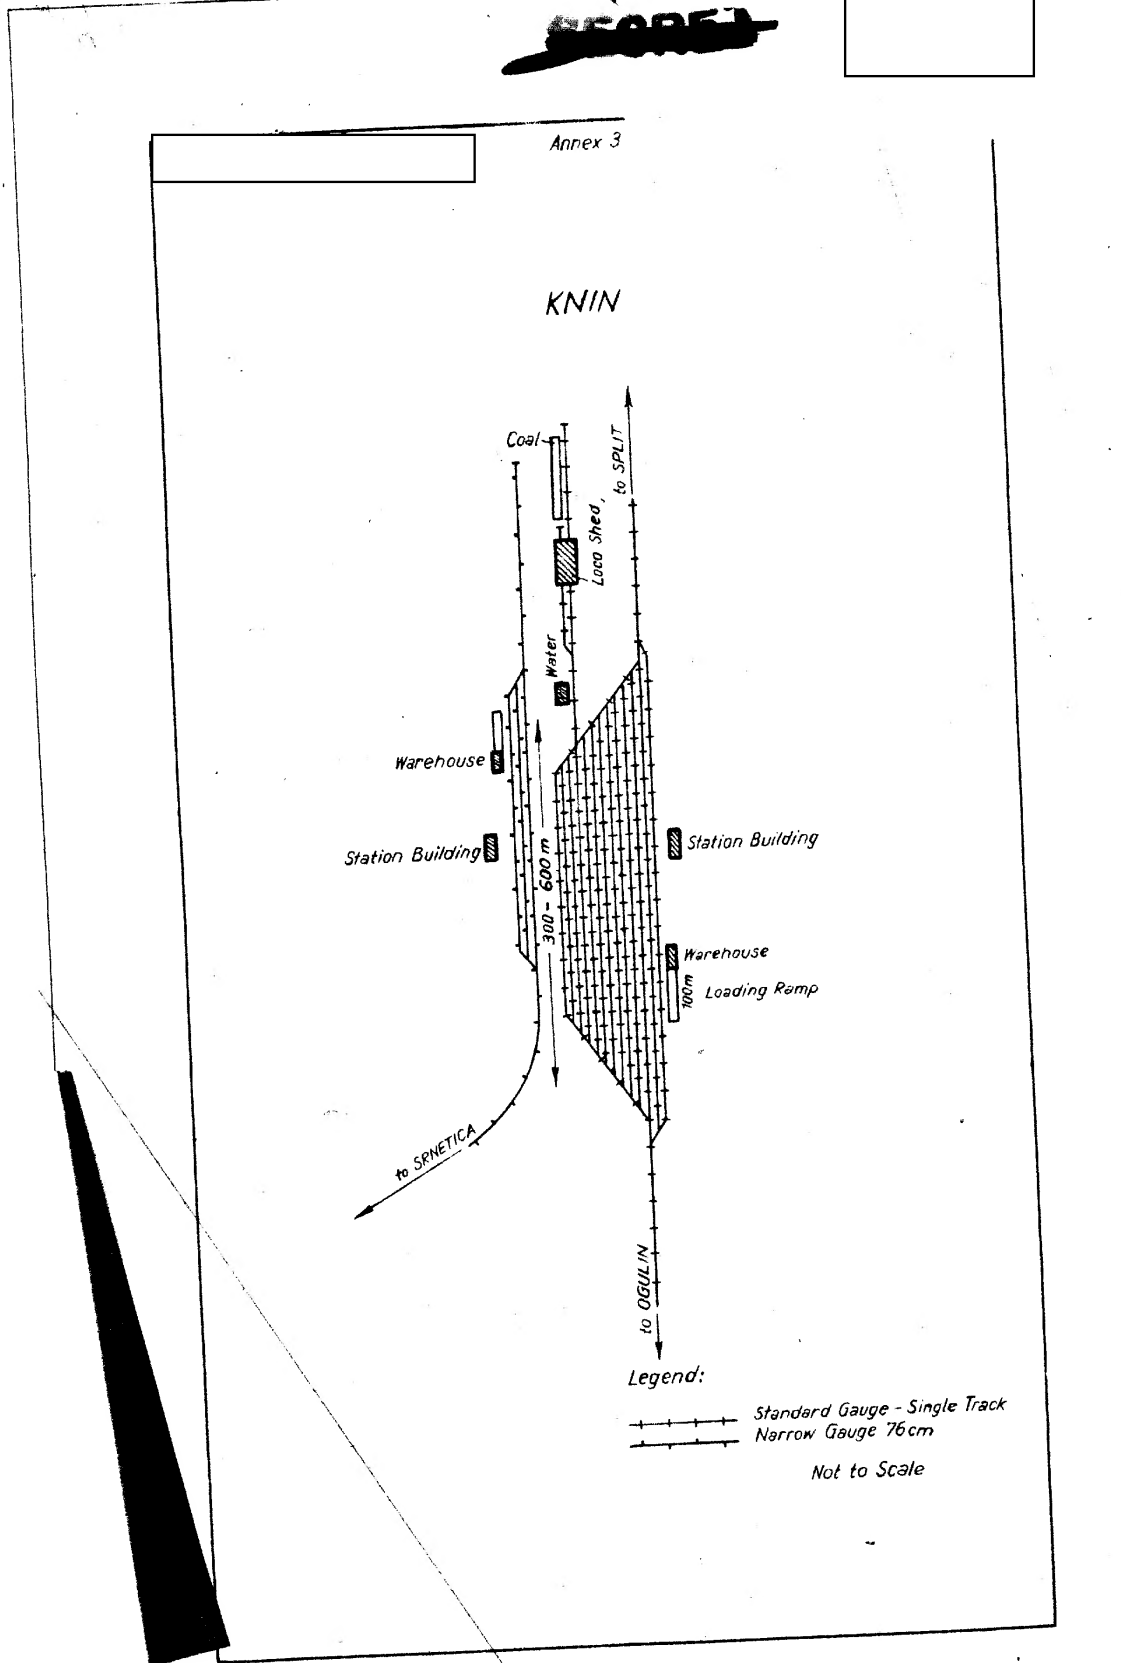 Annex 3
KNIN
Coal
to SPLIT
Loco Shed,
Water
Warehouse
Station Building
300 - 600 m
Station Building
Warehouse
100m
Loading Ramp
to SRNETICA
to OGULIN
Legend:
Standard Gauge - Single Track
Narrow Gauge 76cm
Not to Scale